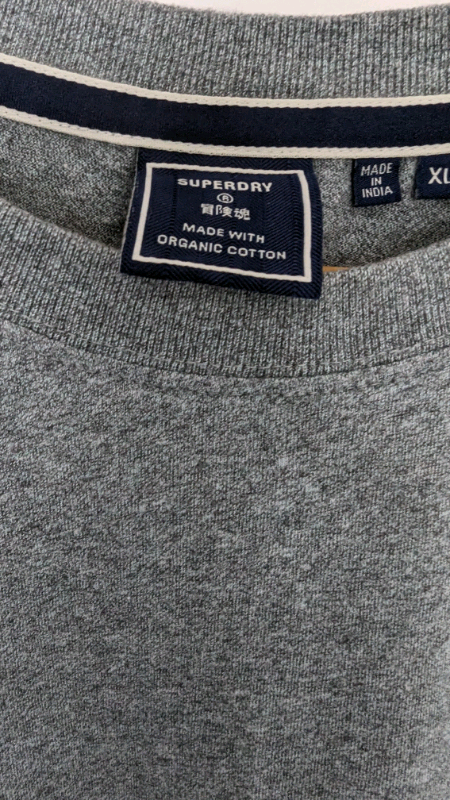 SUPERDRY
®
冒険魂
MADE WITH
ORGANIC COTTON
MADE
IN
INDIA
XL